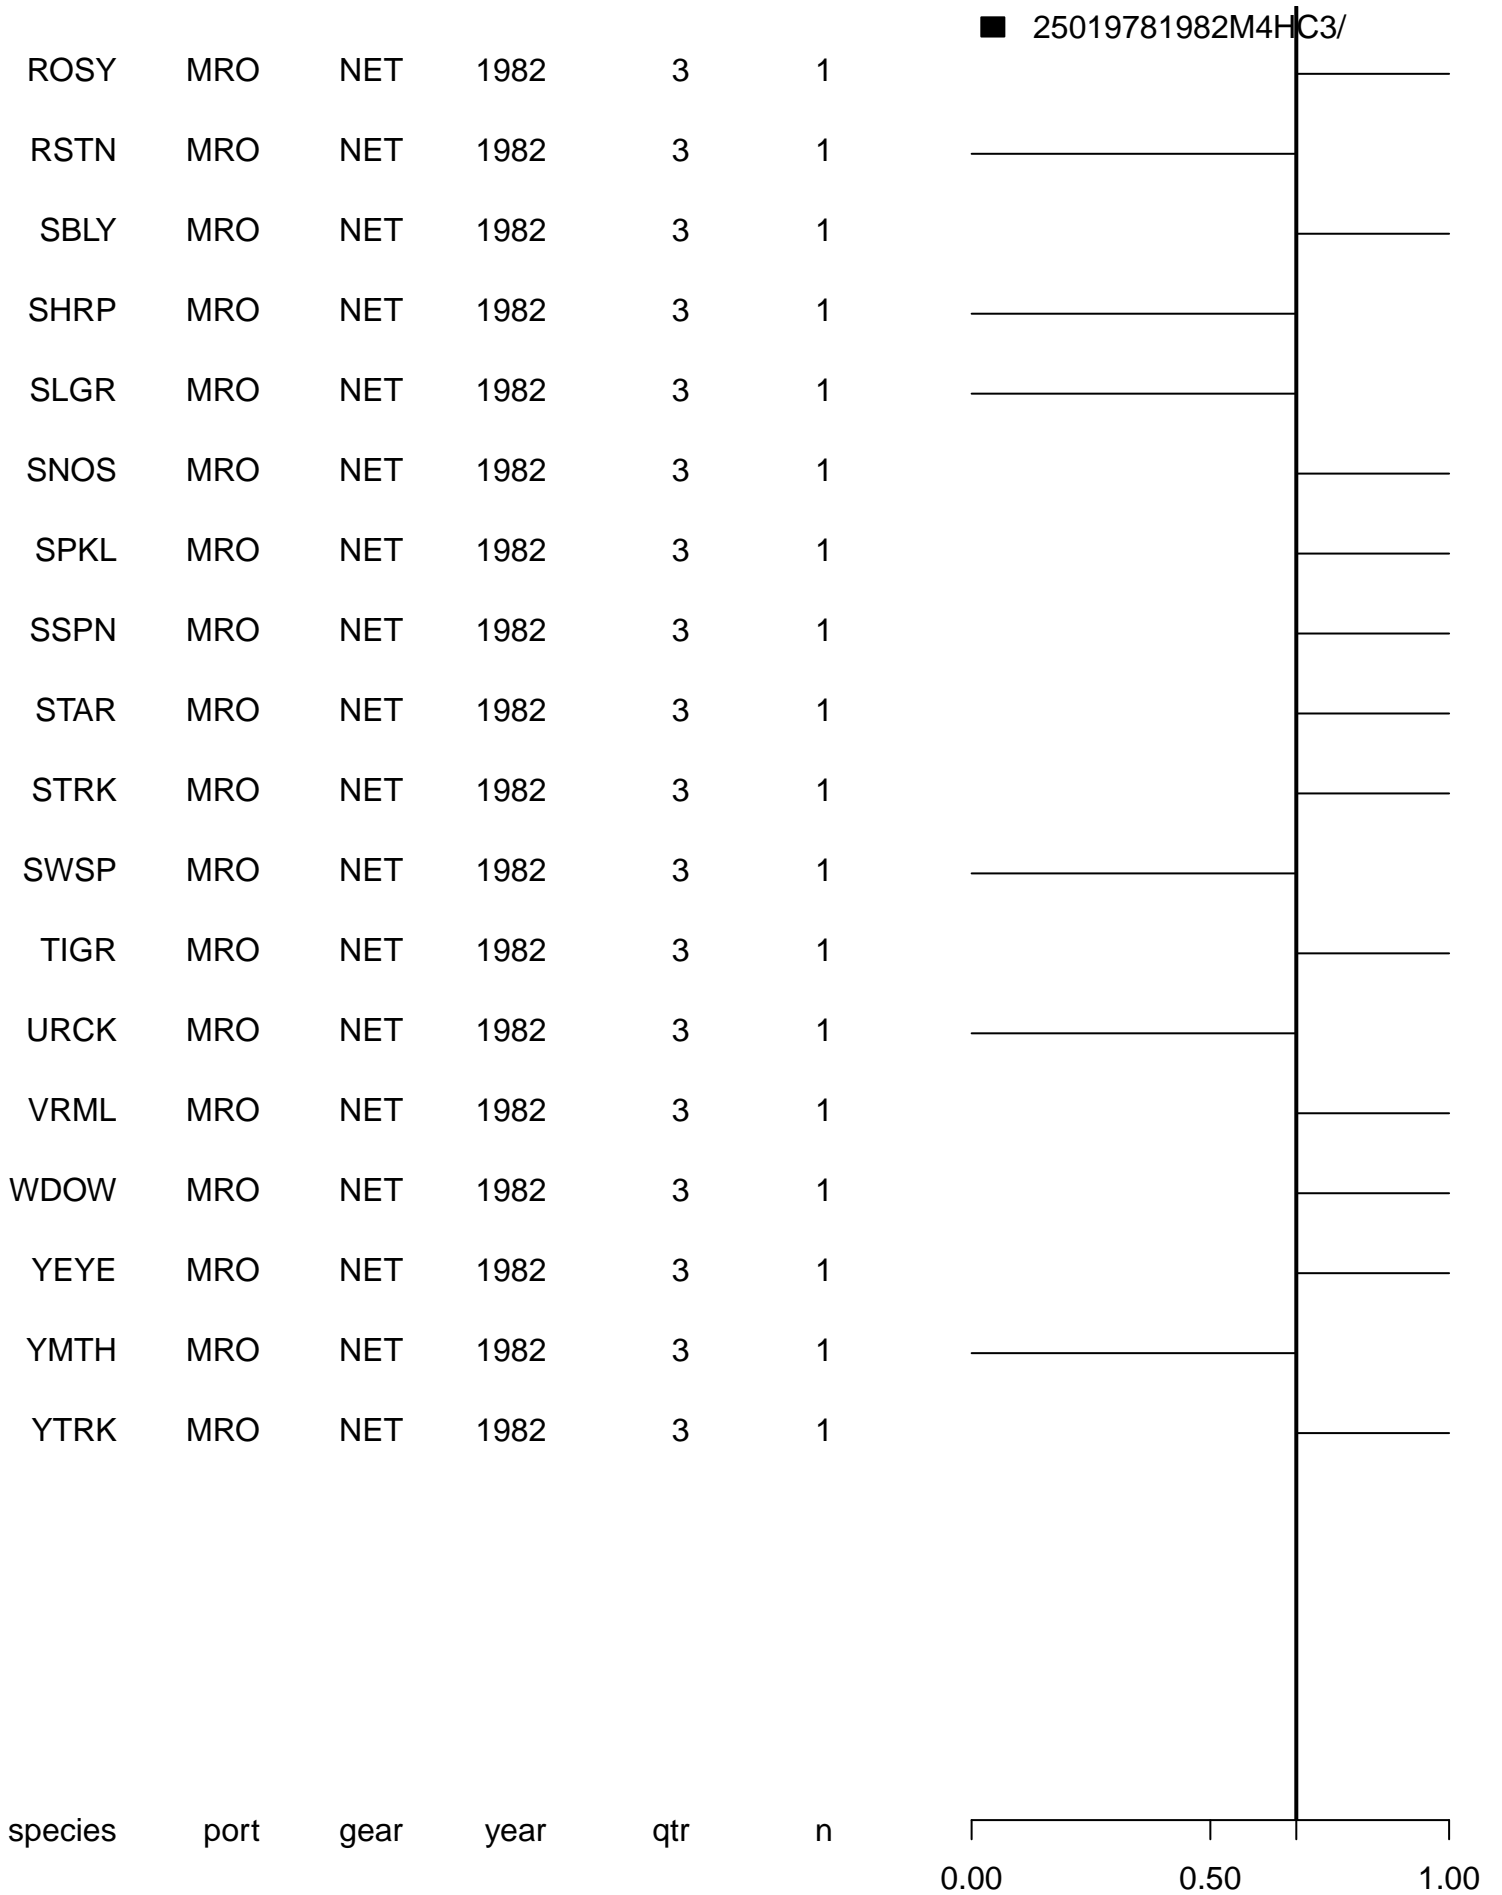 25019781982M4HC3/
ROSY MRO NET 1982 3 1
RSTN MRO NET 1982 3 1
SBLY MRO NET 1982 3 1
SHRP MRO NET 1982 3 1
SLGR MRO NET 1982 3 1
SNOS MRO NET 1982 3 1
SPKL MRO NET 1982 3 1
SSPN MRO NET 1982 3 1
STAR MRO NET 1982 3 1
STRK MRO NET 1982 3 1
SWSP MRO NET 1982 3 1
TIGR MRO NET 1982 3 1
URCK MRO NET 1982 3 1
VRML MRO NET 1982 3 1
WDOW MRO NET 1982 3 1
YEYE MRO NET 1982 3 1
YMTH MRO NET 1982 3 1
YTRK MRO NET 1982 3 1
species port gear year qtr n
0.00 0.50 1.00